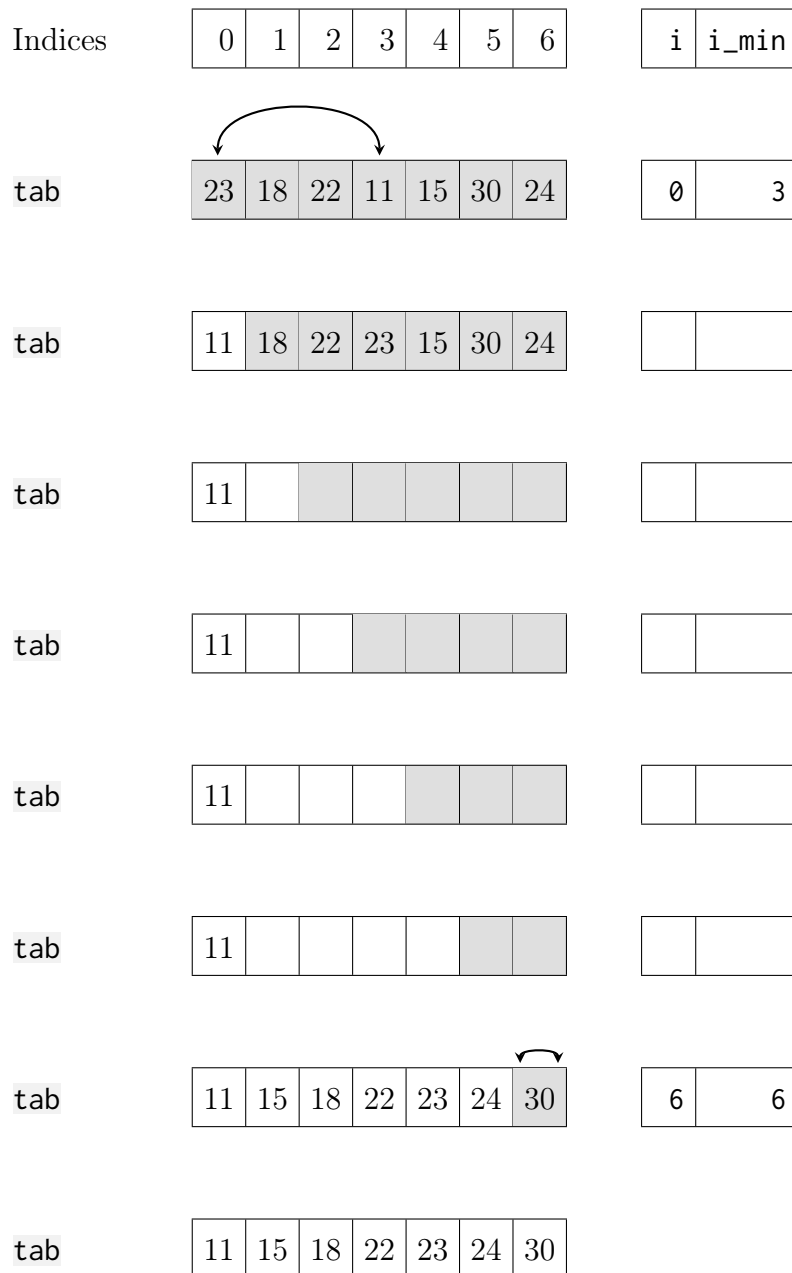 Indices 0 1 2 3 4 5 6 i i_min
tab 23 18 22 11 15 30 24 0 3
tab 11 18 22 23 15 30 24
tab 11
tab 11
tab 11
tab 11
tab 11 15 18 22 23 24 30 6 6
tab 11 15 18 22 23 24 30